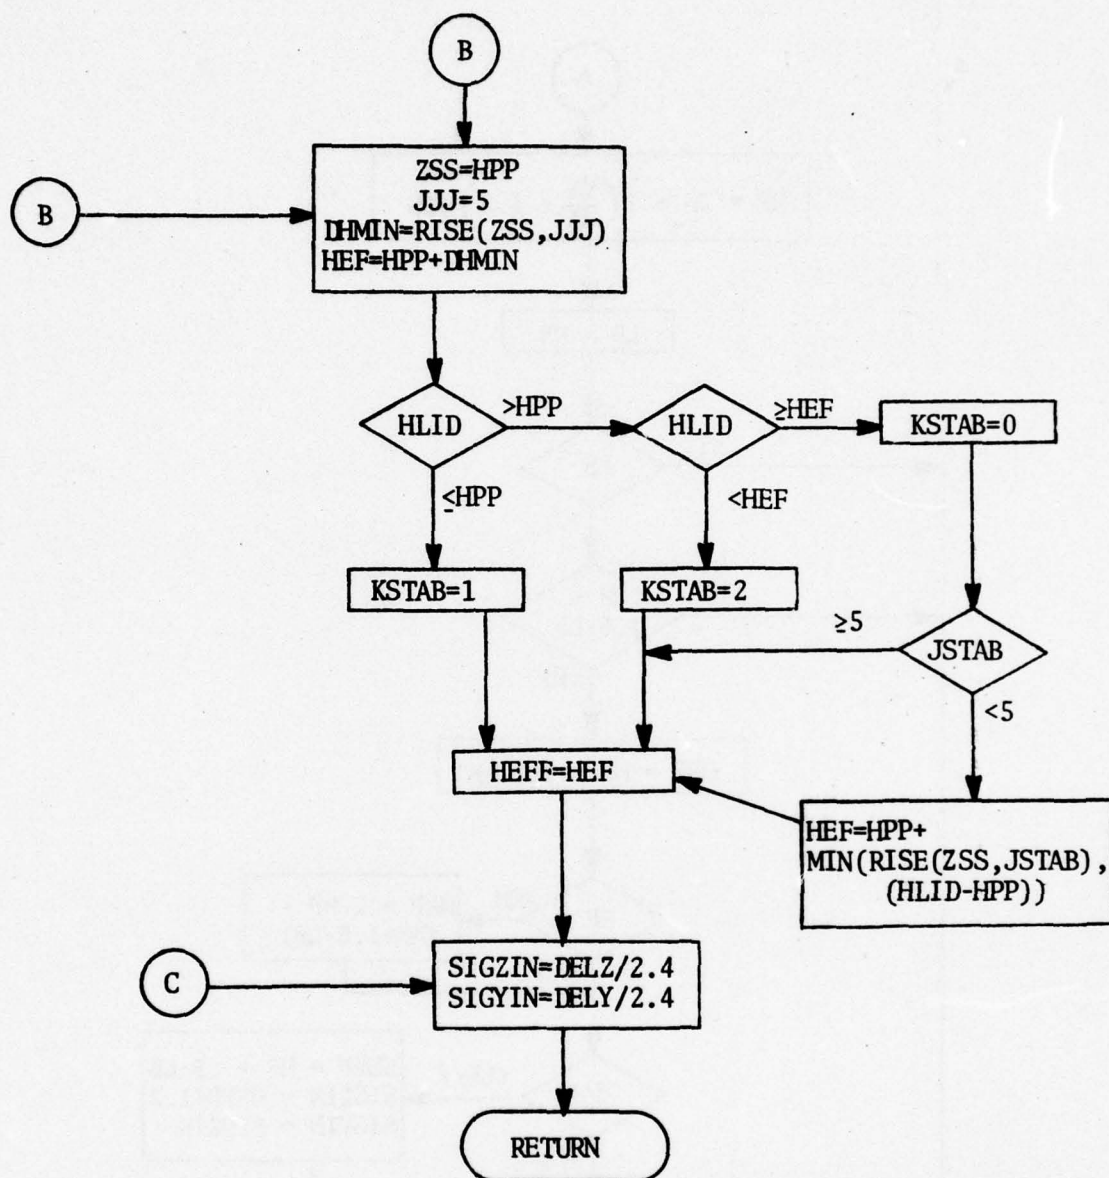 B
B
ZSS=HPP
JJJ=5
DHMIN=RISE(ZSS,JJJ)
HEF=HPP+DHMIN
HLID
>HPP
≤HPP
HLID
≥HEF
<HEF
KSTAB=0
KSTAB=1
KSTAB=2
≥5
JSTAB
<5
HEFF=HEF
HEF=HPP+
MIN(RISE(ZSS,JSTAB),
(HLID-HPP))
C
SIGZIN=DELZ/2.4
SIGYIN=DELY/2.4
RETURN